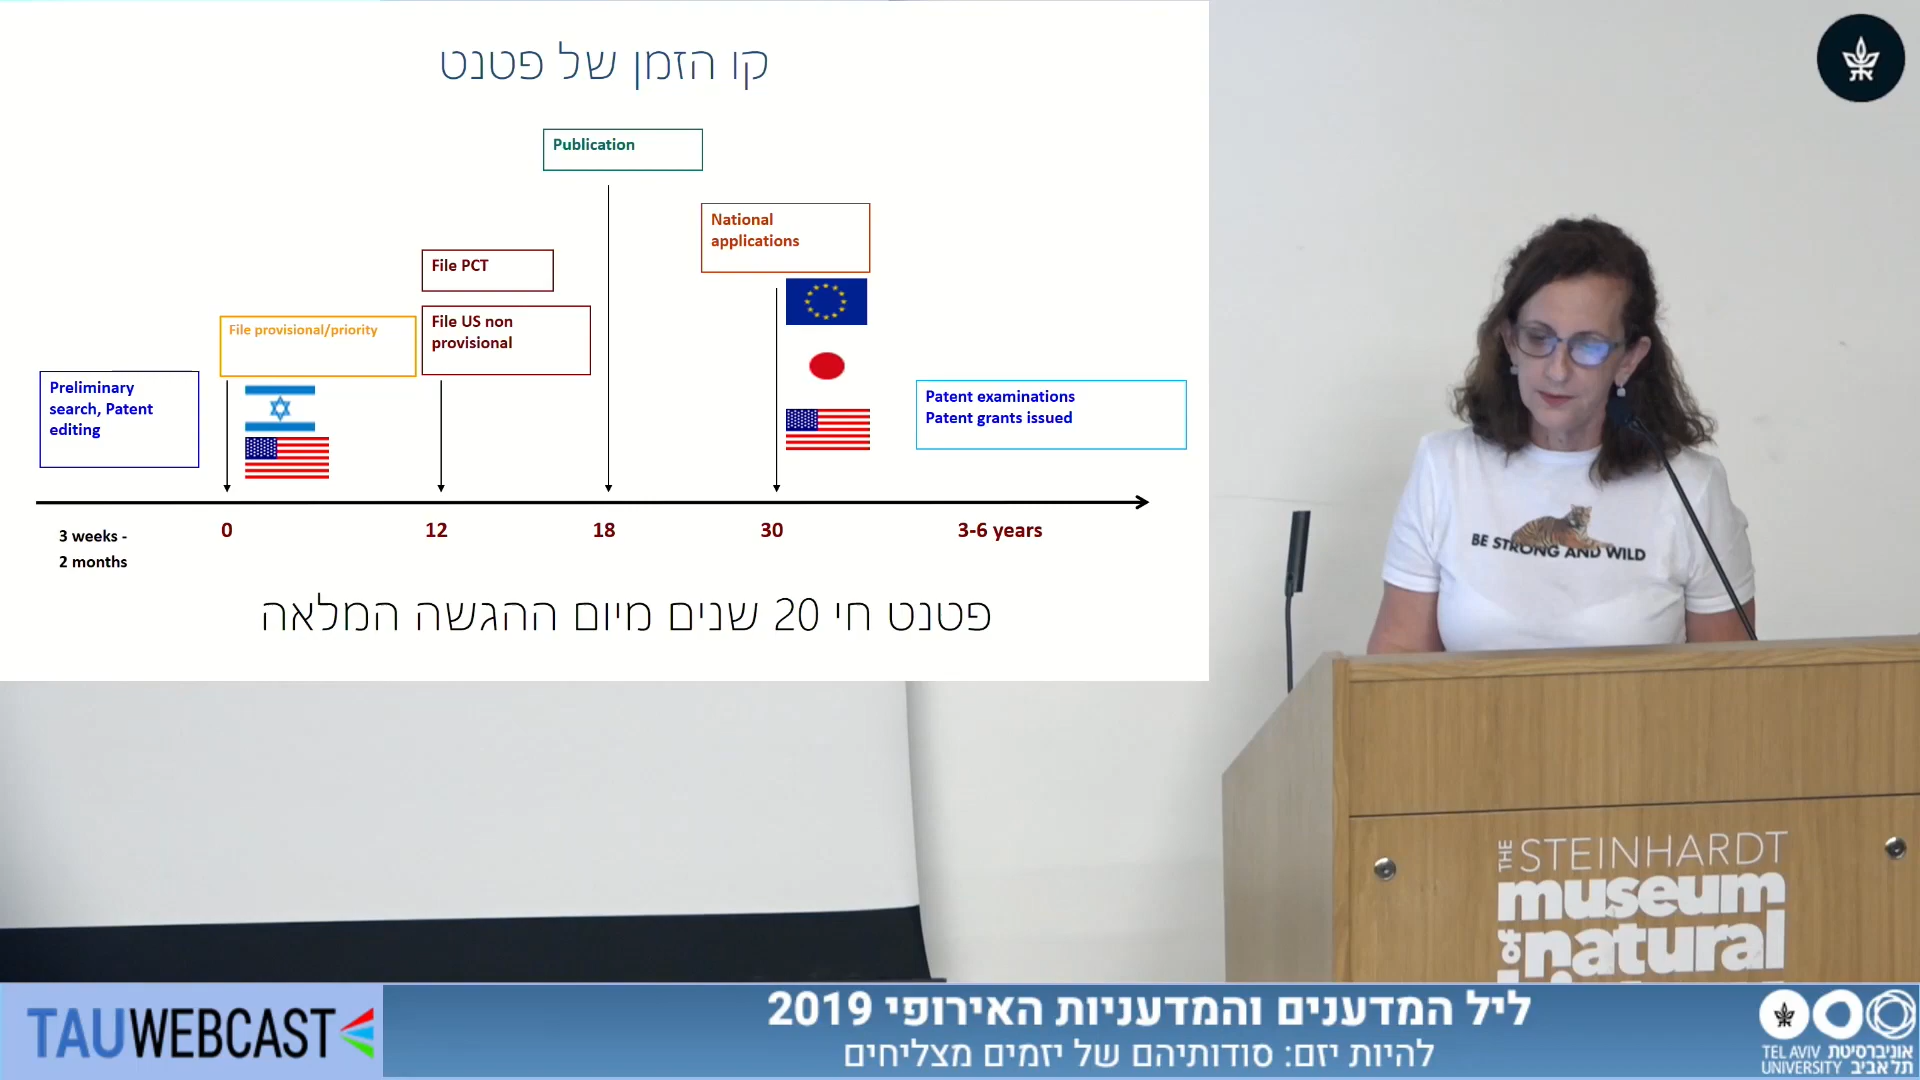 קו הזמן של פטנט
Publication
National
applications
File PCT
File US non
provisional
File provisional/priority
Preliminary
search, Patent
editing
Patent examinations
Patent grants issued
3 weeks -
2 months
0
12
18
30
3-6 years
פטנט חי 20 שנים מיום ההגשה המלאה
BE STRONG AND WILD
THE STEINHARDT
museum
of natural
TAUWEBCAST
ליל המדענים והמדעניות האירופי 2019
להיות יזם: סודותיהם של יזמים מצליחים
TEL AVIV אוניברסיטת
UNIVERSITY תל אביב